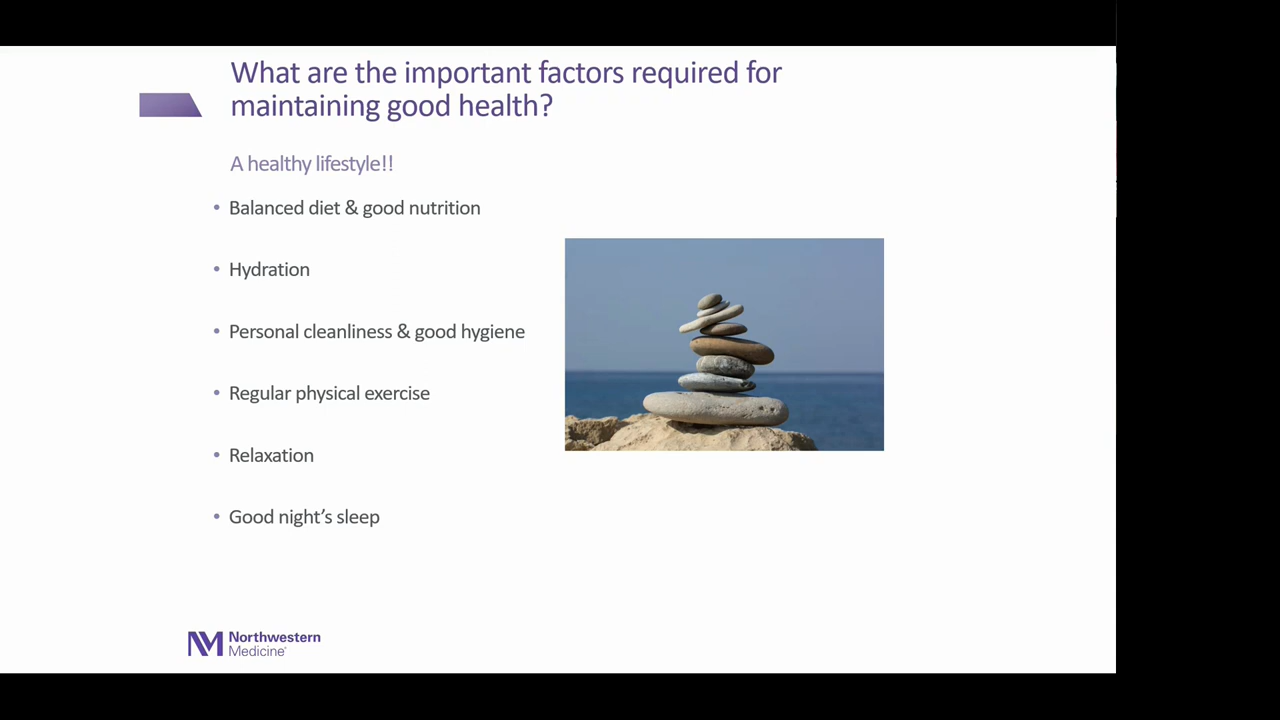 What are the important factors required for
maintaining good health?
A healthy lifestyle!!
• Balanced diet & good nutrition
• Hydration
• Personal cleanliness & good hygiene
• Regular physical exercise
• Relaxation
• Good night’s sleep
NM Northwestern
Medicine